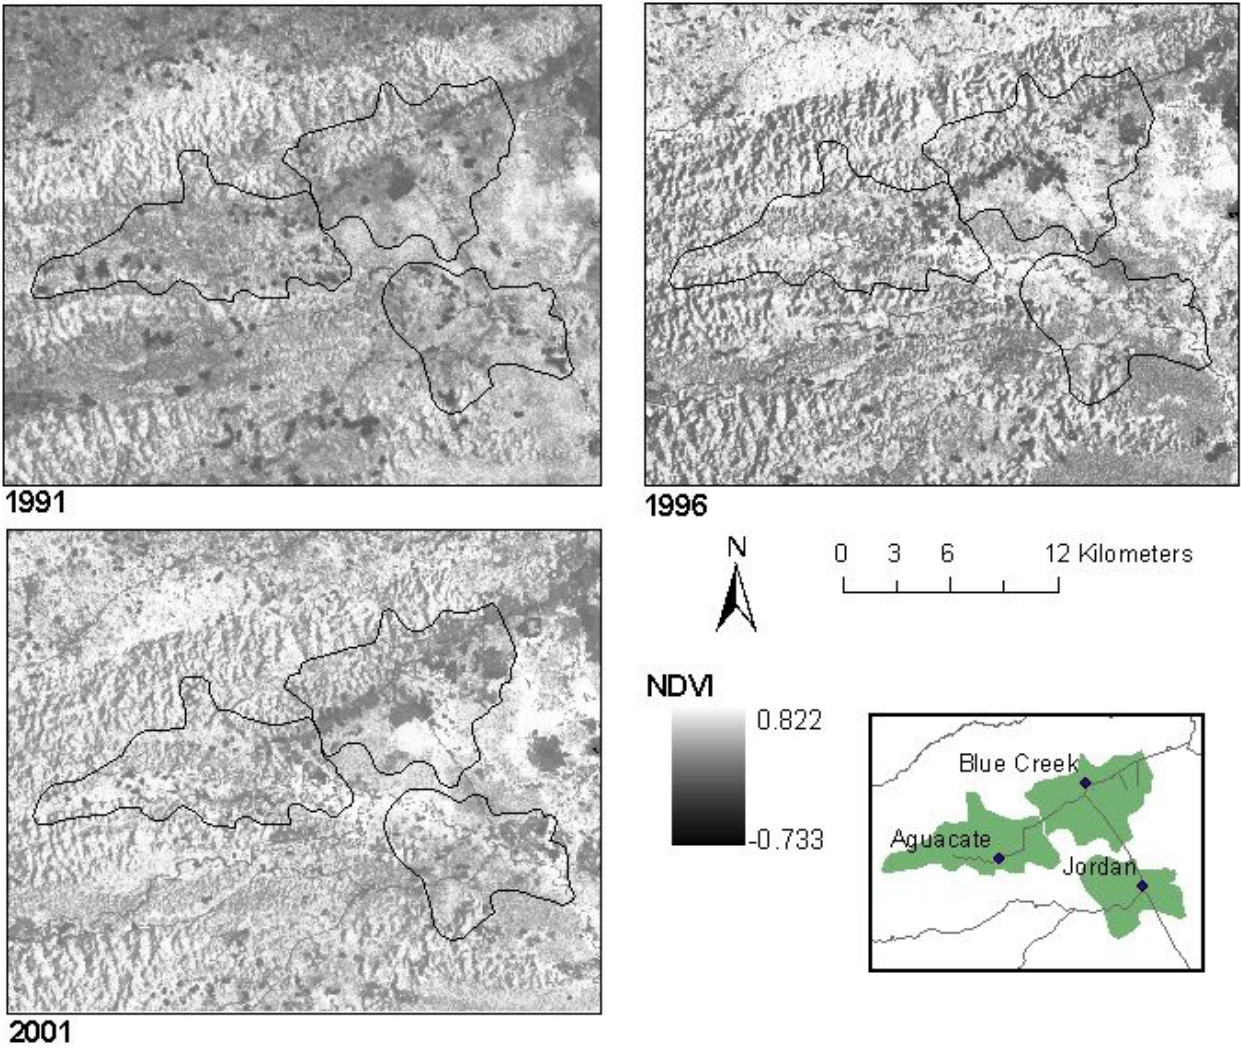 1991
1996
N
0 3 6 12 Kilometers
NDVI
0.822
-0.733
Blue Creek
Aguacate
Jordan
2001